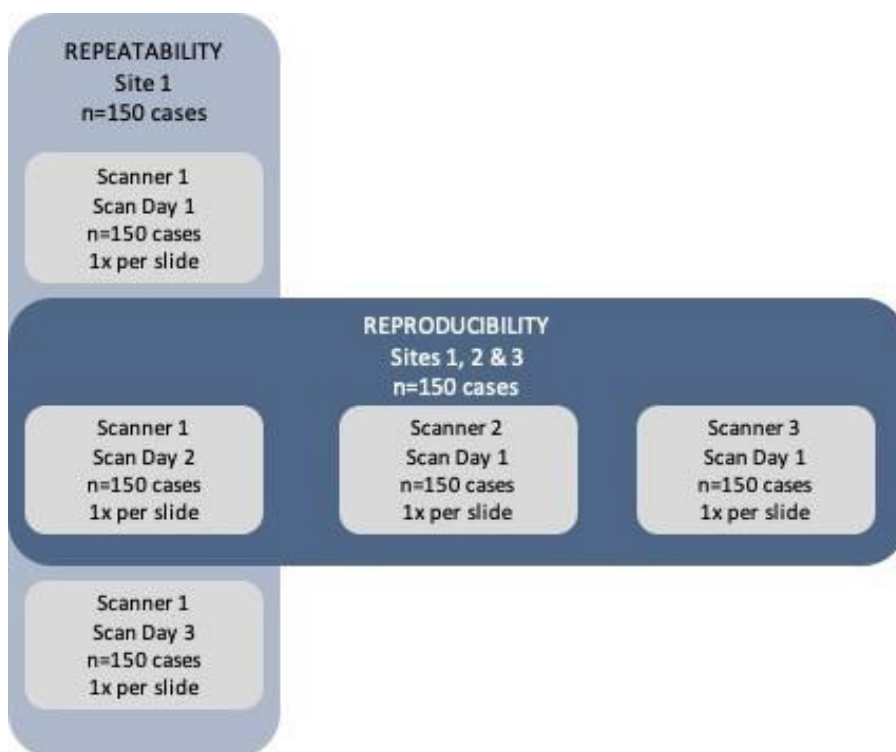 REPEATABILITY
Site 1
n=150 cases
Scanner 1
Scan Day 1
n=150 cases
1x per slide
REPRODUCIBILITY
Sites 1, 2 & 3
n=150 cases
Scanner 1
Scan Day 2
n=150 cases
1x per slide
Scanner 2
Scan Day 1
n=150 cases
1x per slide
Scanner 3
Scan Day 1
n=150 cases
1x per slide
Scanner 1
Scan Day 3
n=150 cases
1x per slide